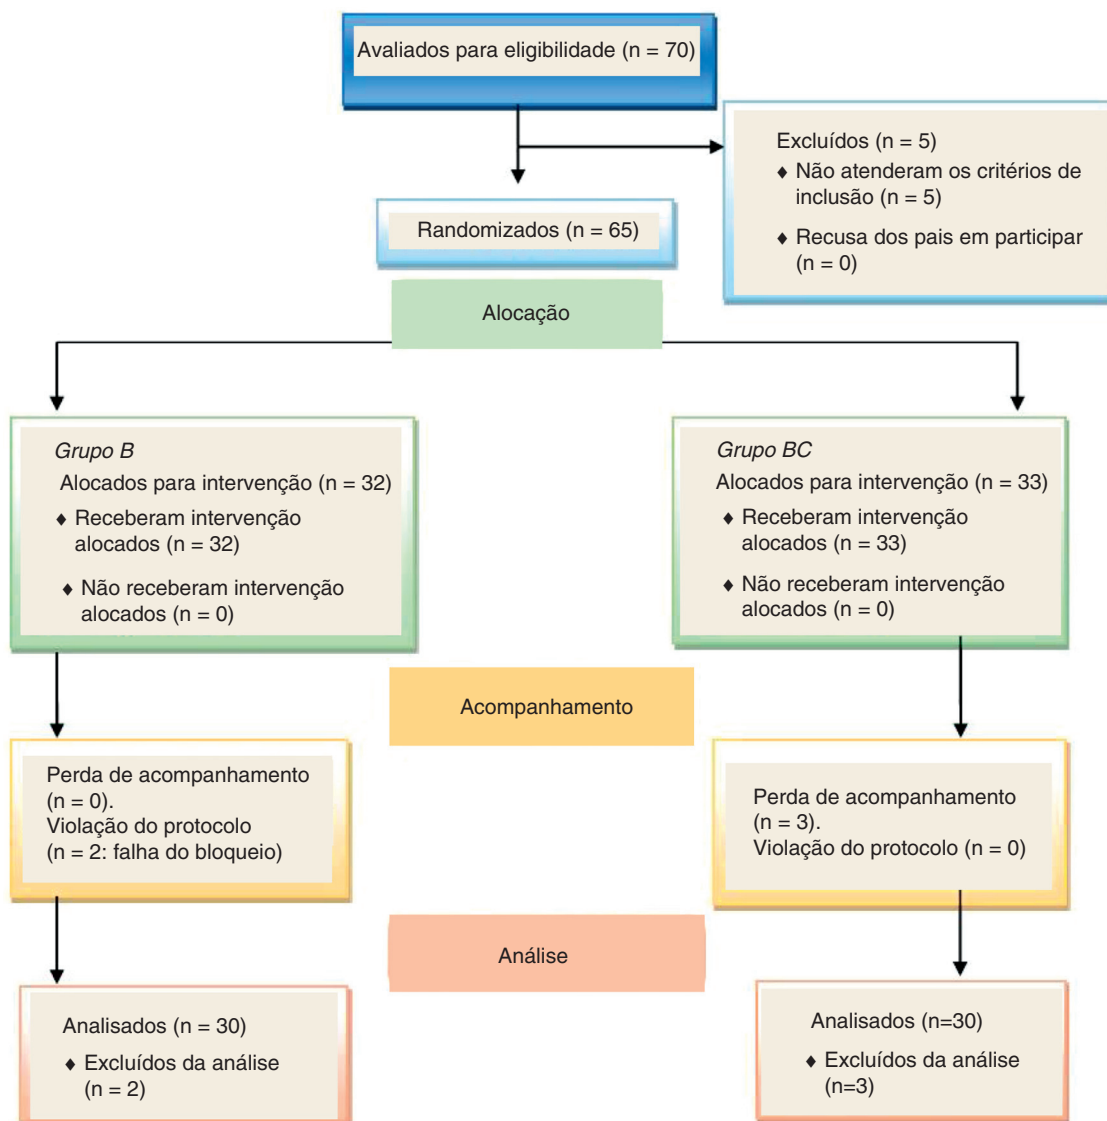 Avaliados para eligibilidade (n = 70)
Excluídos (n = 5)
♦ Não atenderam os critérios de
inclusão (n = 5)
♦ Recusa dos pais em participar
(n = 0)
Randomizados (n = 65)
Alocação
Grupo B
Alocados para intervenção (n = 32)
♦ Receberam intervenção
alocados (n = 32)
♦ Não receberam intervenção
alocados (n = 0)
Grupo BC
Alocados para intervenção (n = 33)
♦ Receberam intervenção
alocados (n = 33)
♦ Não receberam intervenção
alocados (n = 0)
Acompanhamento
Perda de acompanhamento
(n = 0).
Violação do protocolo
(n = 2: falha do bloqueio)
Perda de acompanhamento
(n = 3).
Violação do protocolo (n = 0)
Análise
Analisados (n = 30)
♦ Excluídos da análise
(n = 2)
Analisados (n=30)
♦ Excluídos da análise
(n=3)